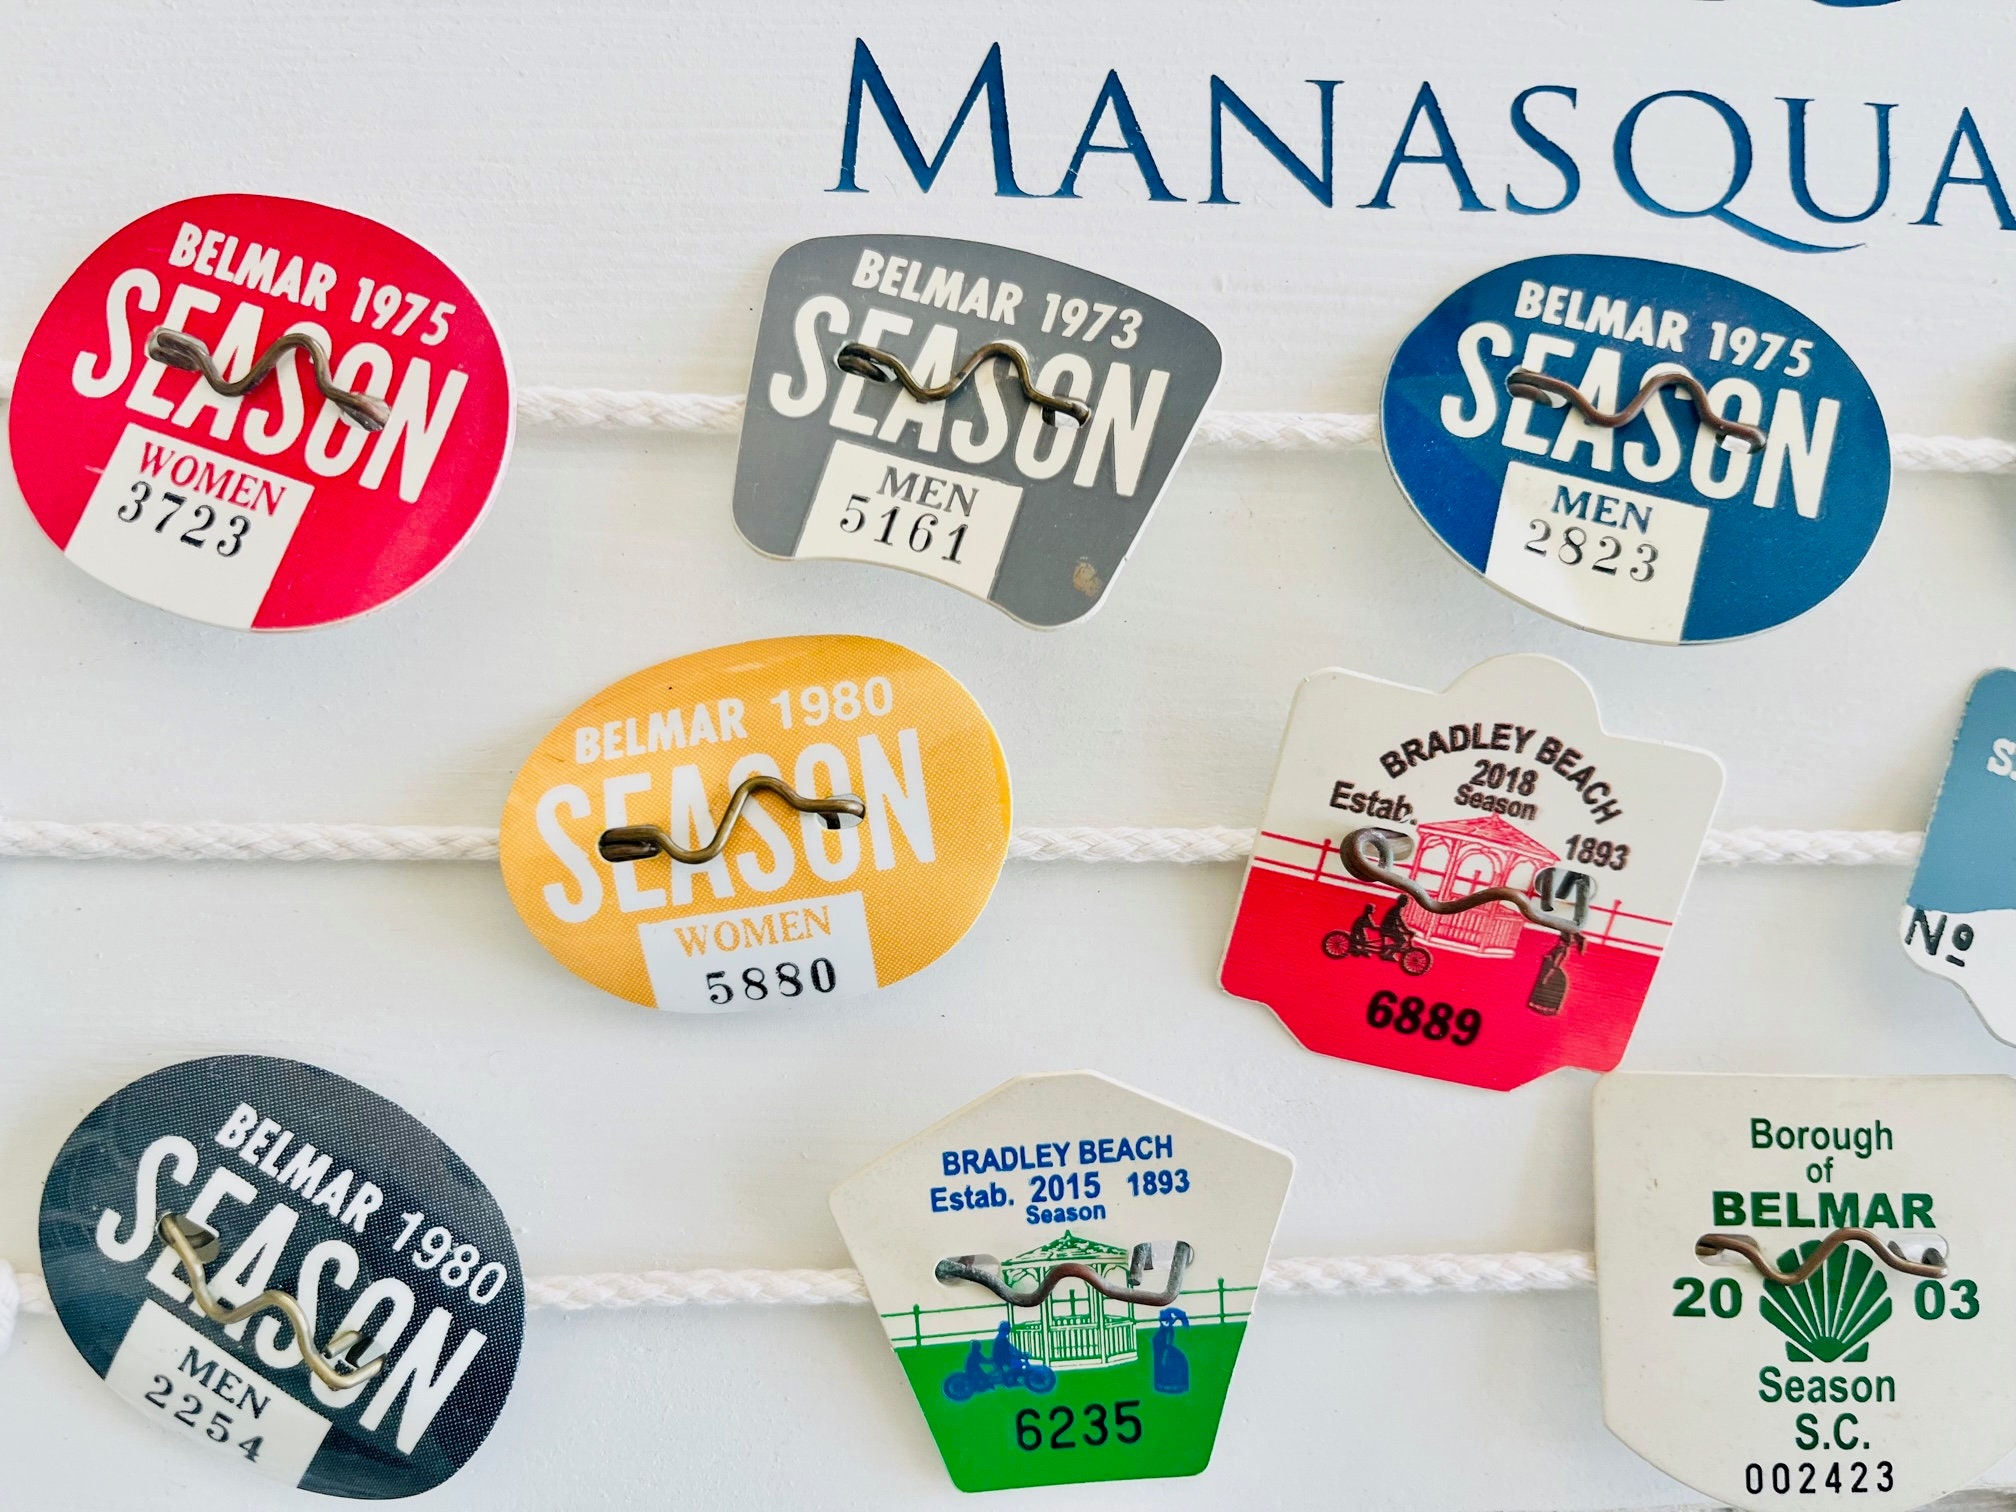 MANASQUA
BELMAR 1975
SEASON
WOMEN
3723
BELMAR 1973
SEASON
MEN
5161
BELMAR 1975
SEASON
MEN
2823
BELMAR 1980
SEASON
WOMEN
5880
BRADLEY BEACH
2018
Season
Estab. 1893
6889
Nº
BELMAR 1980
SEASON
MEN
2254
BRADLEY BEACH
Estab. 2015 1893
Season
6235
Borough
of
BELMAR
20 03
Season
S.C.
002423